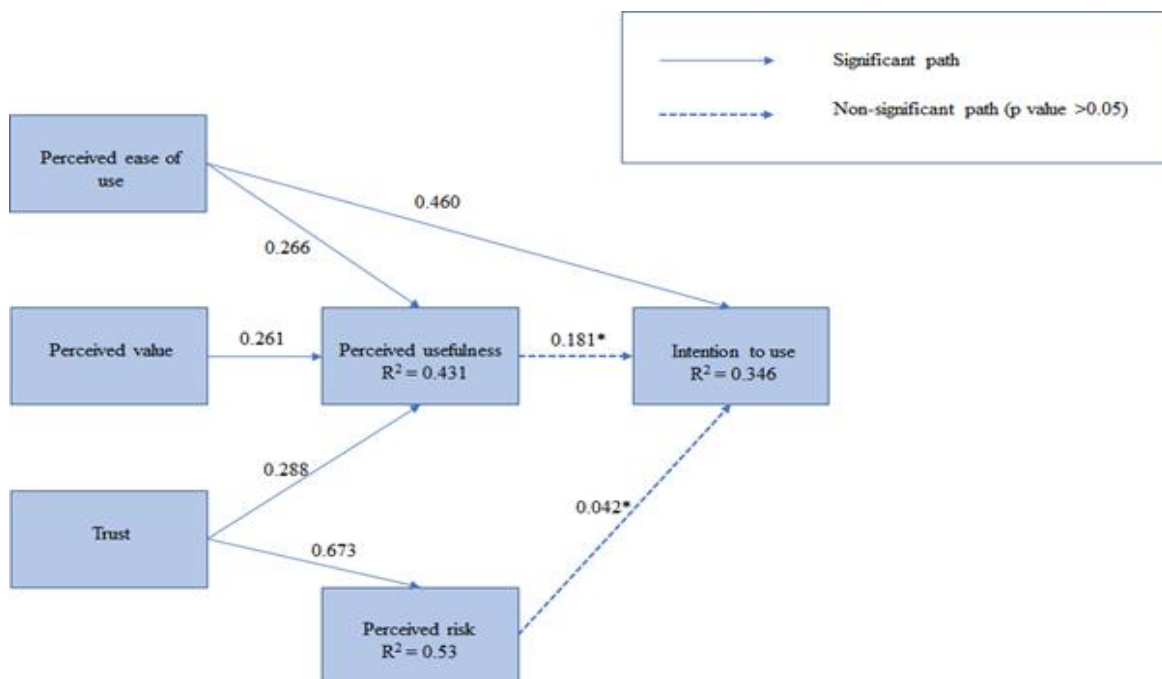 Significant path
Non-significant path (p value >0.05)
Perceived ease of
use
0.460
0.266
Perceived value
0.261
Perceived usefulness
R² = 0.431
0.181*
Intention to use
R² = 0.346
0.288
Trust
0.042*
0.673
Perceived risk
R² = 0.53